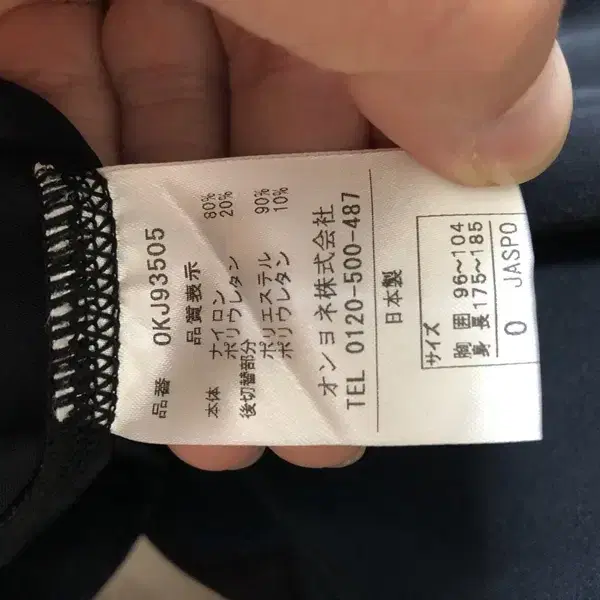 品番 OKJ93505
品質表示
本体 ナイロン 80%
ポリウレタン 20%
後切替部分
ポリエステル 90%
ポリウレタン 10%
オンヨネ株式会社
TEL 0120-500-487
日本製
サイズ
胸囲 96~104
身長 175~185
O JASPO